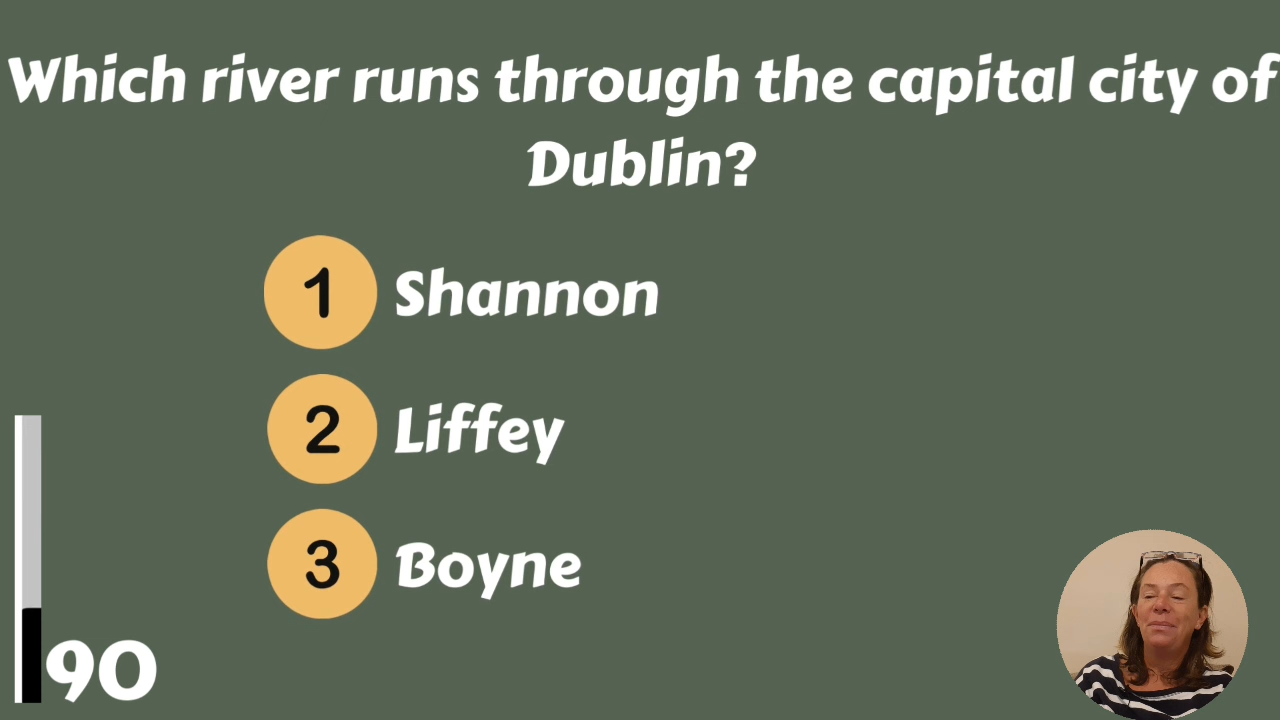 Which river runs through the capital city of
Dublin?
1 Shannon
2 Liffey
3 Boyne
90